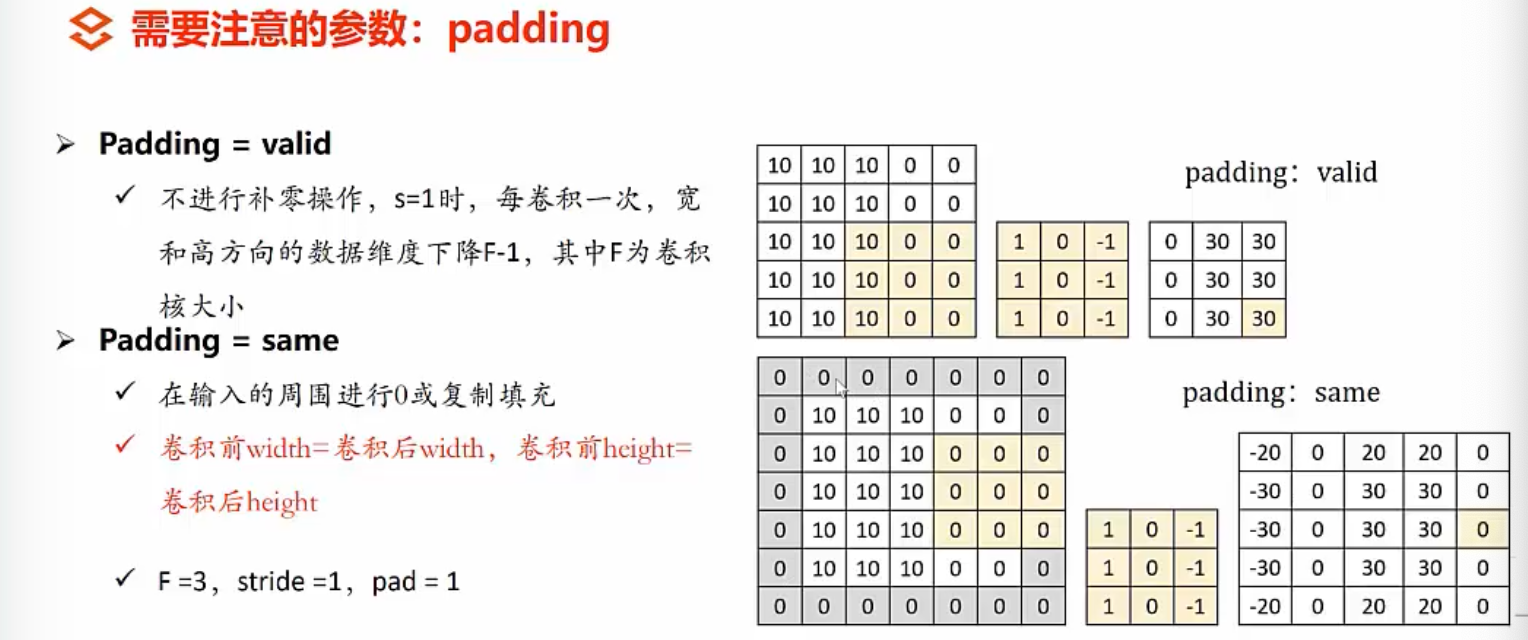 需要注意的参数：padding
Padding = valid
不进行补零操作，s=1时，每卷积一次，宽
和高方向的数据维度下降F-1，其中F为卷积
核大小
Padding = same
在输入的周围进行0或复制填充
卷积前width=卷积后width，卷积前height=
卷积后height
F =3，stride =1，pad = 1
padding：valid
10 10 10 0 0
10 10 10 0 0
10 10 10 0 0
10 10 10 0 0
10 10 10 0 0
1 0 -1
1 0 -1
1 0 -1
0 30 30
0 30 30
0 30 30
padding：same
0 0 0 0 0 0 0
0 10 10 10 0 0 0
0 10 10 10 0 0 0
0 10 10 10 0 0 0
0 10 10 10 0 0 0
0 10 10 10 0 0 0
0 0 0 0 0 0 0
1 0 -1
1 0 -1
1 0 -1
-20 0 20 20 0
-30 0 30 30 0
-30 0 30 30 0
-30 0 30 30 0
-20 0 20 20 0